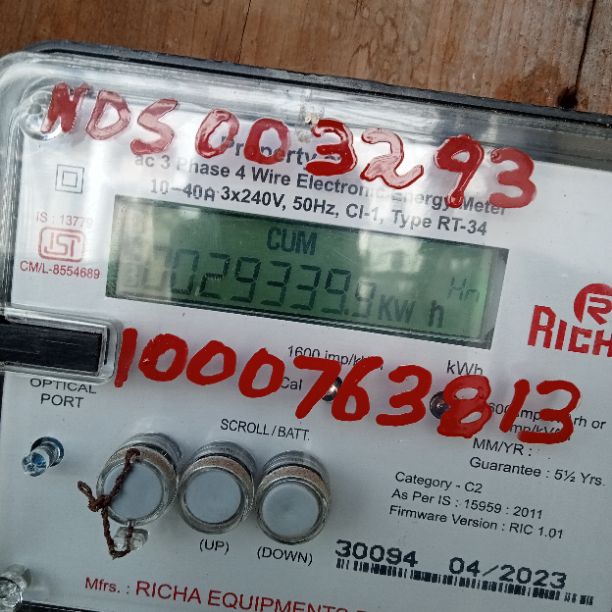 NDS 003293
Property
ac 3 Phase 4 Wire Electronic Energy Meter
10-40A 3x240V, 50Hz, Cl-1, Type RT-34
IS : 13779
CM/L-8554689
CUM
029339.9 KW h
RICH
1600 imp/
kWh
Cal
1000763813
OPTICAL
PORT
SCROLL / BATT.
MM/YR :
Guarantee : 5½ Yrs.
Category - C2
As Per IS : 15959 : 2011
Firmware Version : RIC 1.01
(UP) (DOWN)
30094 04/2023
Mfrs. : RICHA EQUIPMENTS